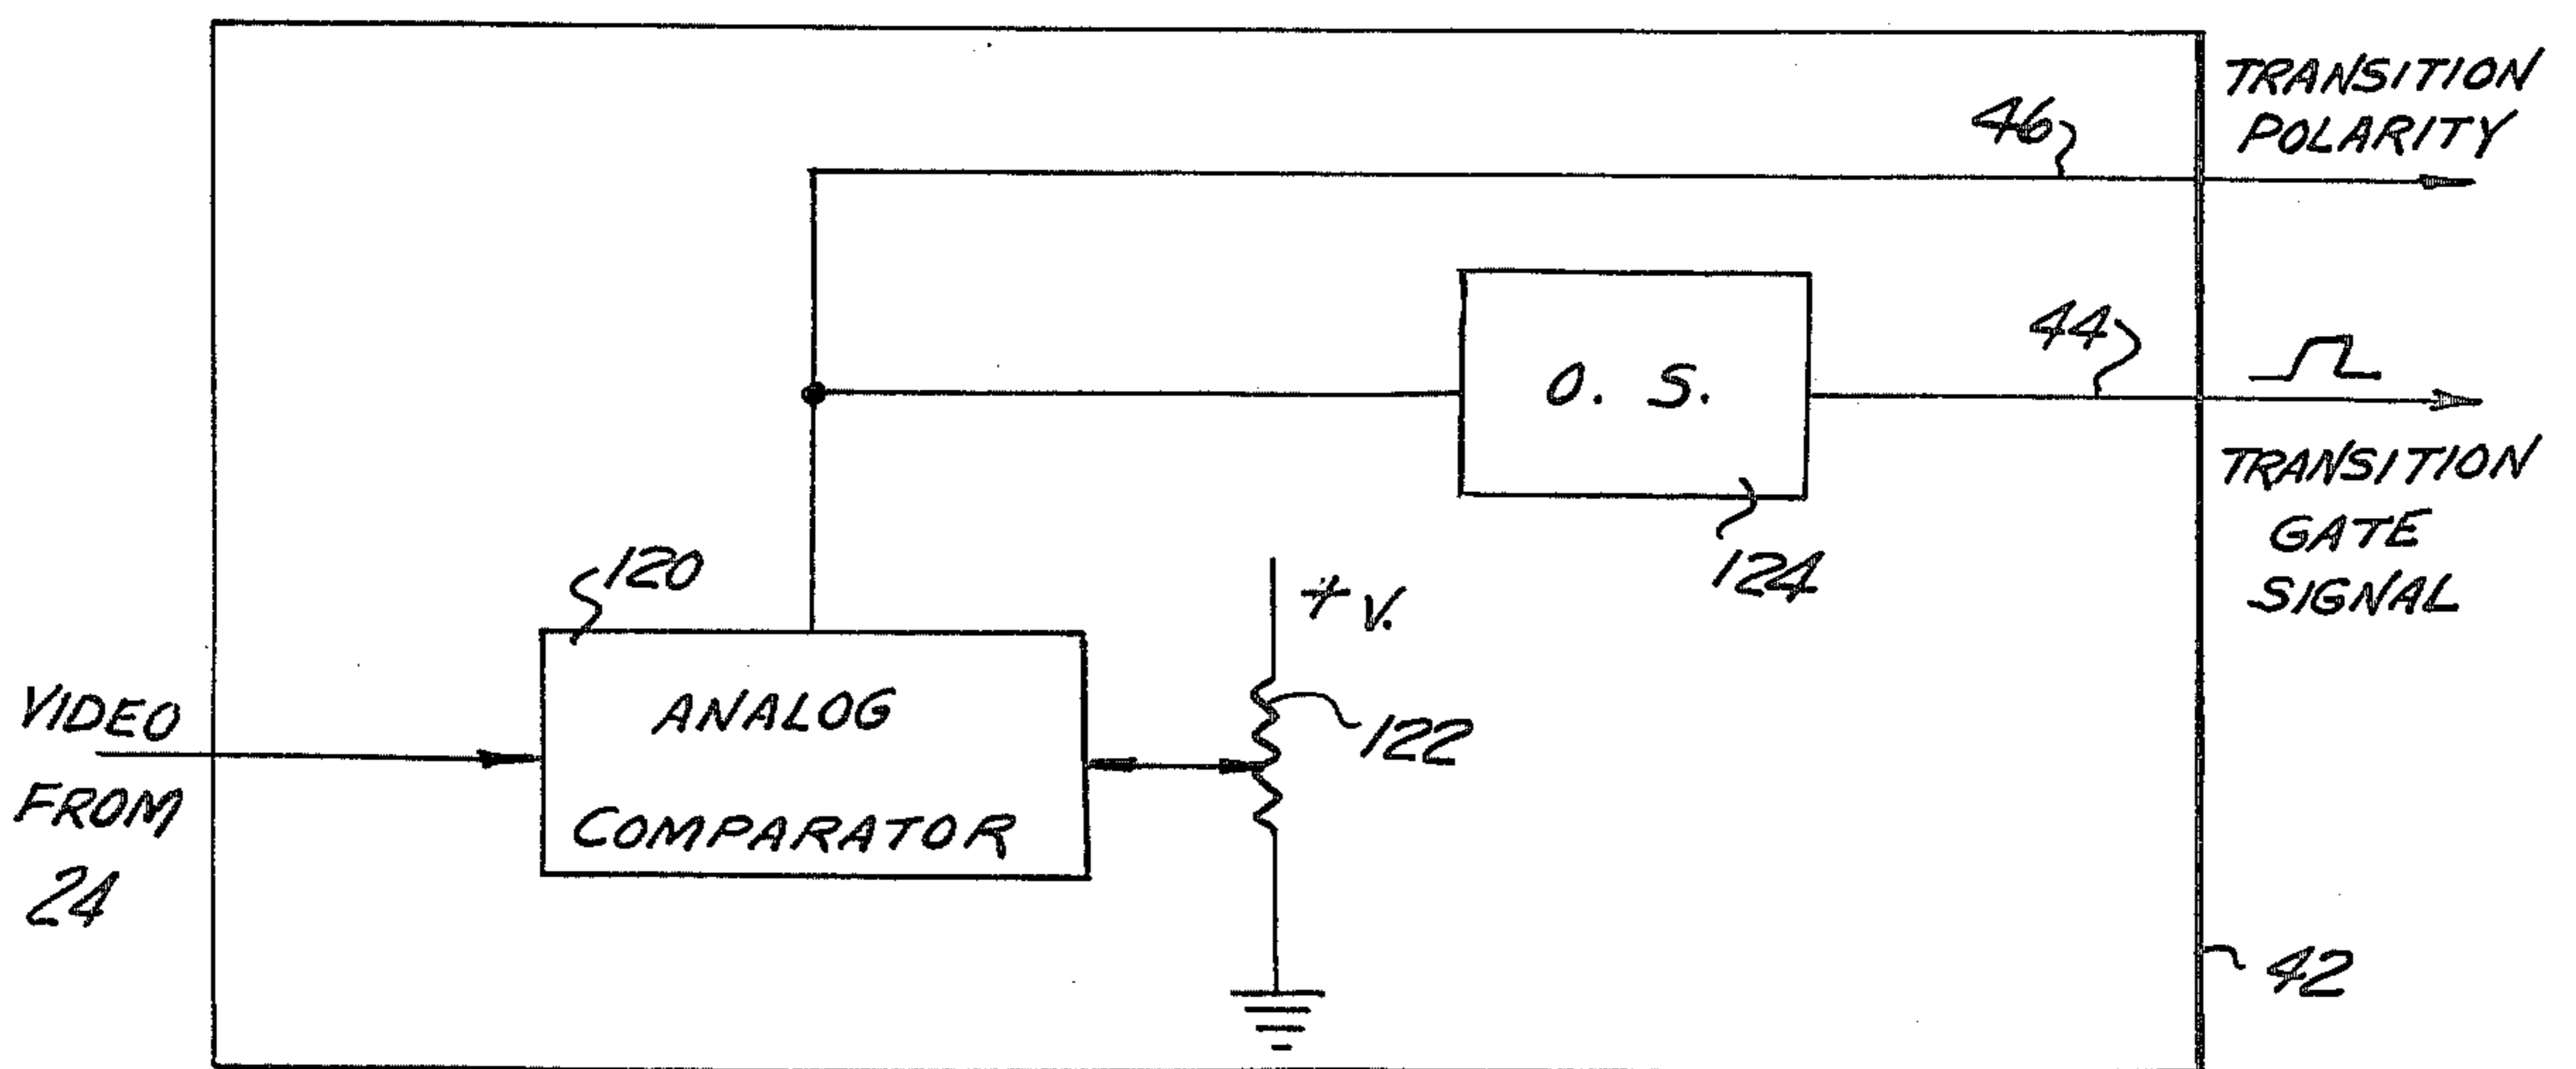 TRANSITION
POLARITY
46
44
O. S.
TRANSITION
GATE
SIGNAL
124
120
+V.
122
ANALOG
COMPARATOR
VIDEO
FROM
24
42